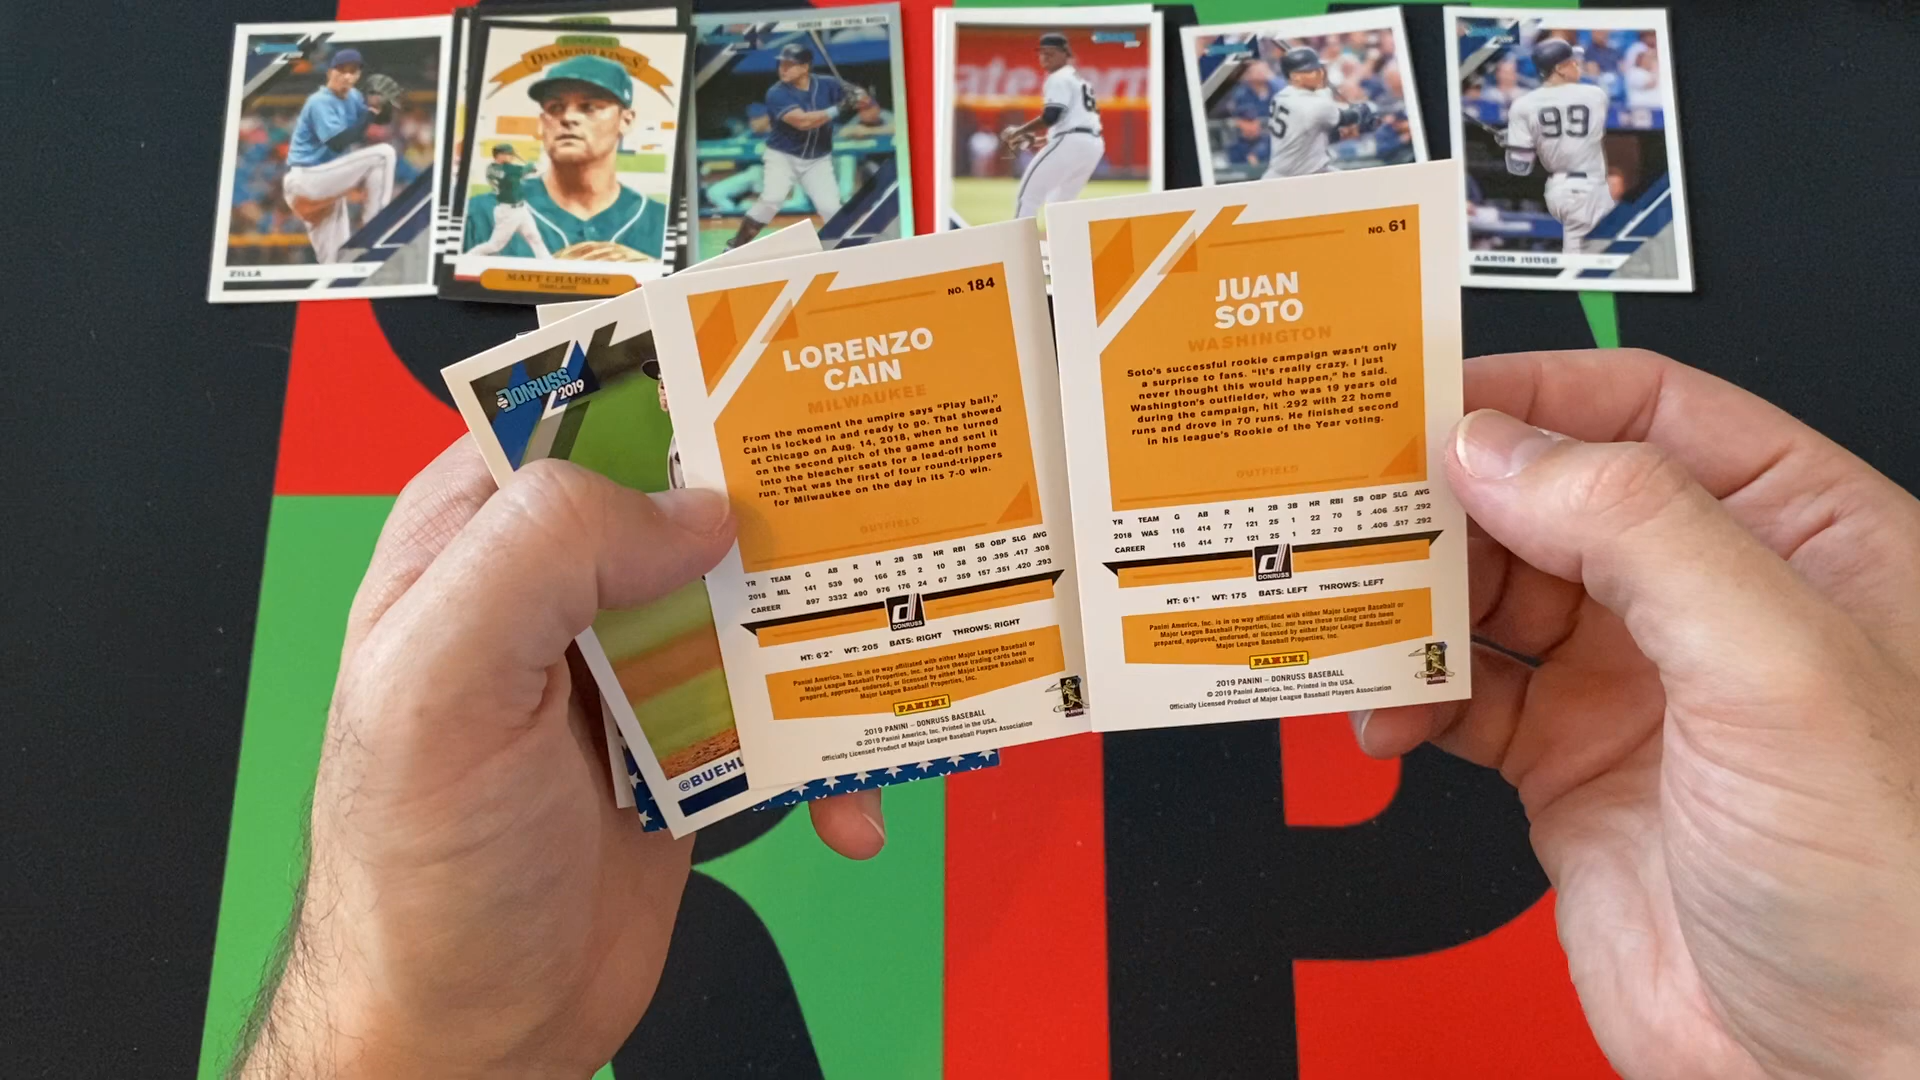 ZILLA
DIAMOND KINGS
MATT CHAPMAN
CAREER - 140 TOTAL BASES
99
AARON JUDGE
DONRUSS
2019
@BUEHL
NO. 184
LORENZO
CAIN
MILWAUKEE
From the moment the umpire says "Play ball,"
Cain is locked in and ready to go. That showed
at Chicago on Aug. 14, 2018, when he turned
on the second pitch of the game and sent it
into the bleacher seats for a lead-off home
run. That was the first of four round-trippers
for Milwaukee on the day in its 7-0 win.
OUTFIELD
YR TEAM G AB R H 2B 3B HR RBI SB OBP SLG AVG
2018 MIL 141 539 90 166 25 2 10 38 30 .395 .417 .308
CAREER 897 3332 490 976 176 24 67 359 157 .351 .420 .293
DONRUSS
HT: 6'2" WT: 205 BATS: RIGHT THROWS: RIGHT
Panini America, Inc. is in no way affiliated with either Major League Baseball or
Major League Baseball Properties, Inc. nor have these trading cards been
prepared, approved, endorsed, or licensed by either Major League Baseball or
Major League Baseball Properties, Inc.
PANINI
2019 PANINI – DONRUSS BASEBALL
© 2019 Panini America, Inc. Printed in the USA.
Officially Licensed Product of Major League Baseball Players Association
NO. 61
JUAN
SOTO
WASHINGTON
Soto's successful rookie campaign wasn't only
a surprise to fans. "It's really crazy. I just
never thought this would happen," he said.
Washington's outfielder, who was 19 years old
during the campaign, hit .292 with 22 home
runs and drove in 70 runs. He finished second
in his league's Rookie of the Year voting.
OUTFIELD
YR TEAM G AB R H 2B 3B HR RBI SB OBP SLG AVG
2018 WAS 116 414 77 121 25 1 22 70 5 .406 .517 .292
CAREER 116 414 77 121 25 1 22 70 5 .406 .517 .292
DONRUSS
HT: 6'1" WT: 175 BATS: LEFT THROWS: LEFT
Panini America, Inc. is in no way affiliated with either Major League Baseball or
Major League Baseball Properties, Inc. nor have these trading cards been
prepared, approved, endorsed, or licensed by either Major League Baseball or
Major League Baseball Properties, Inc.
PANINI
2019 PANINI – DONRUSS BASEBALL
© 2019 Panini America, Inc. Printed in the USA.
Officially Licensed Product of Major League Baseball Players Association